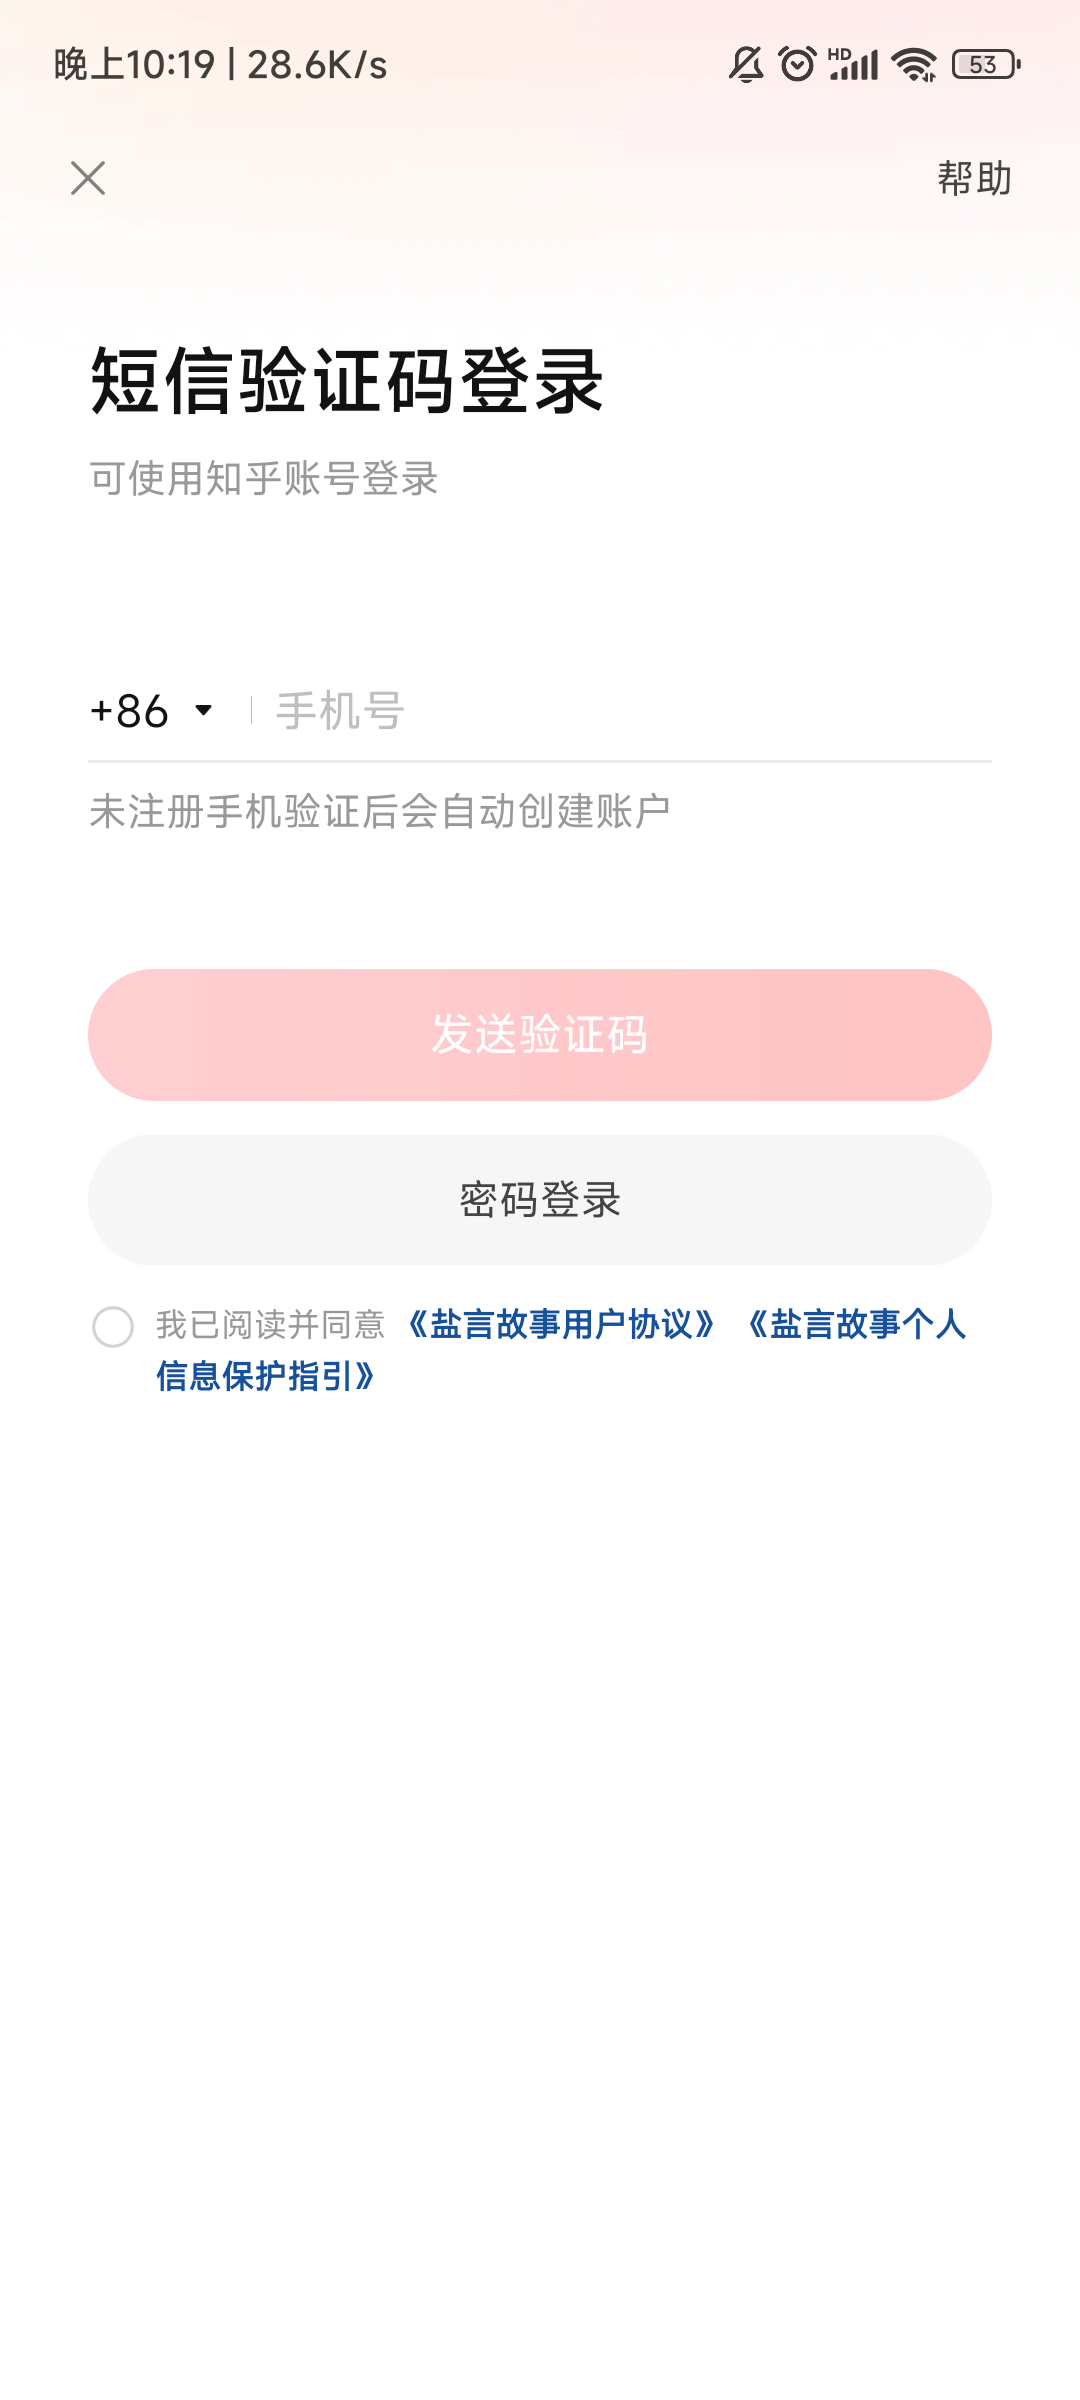 晚上10:19 | 28.6K/s
HD
53
帮助
短信验证码登录
可使用知乎账号登录
+86
手机号
未注册手机验证后会自动创建账户
发送验证码
密码登录
我已阅读并同意 《盐言故事用户协议》 《盐言故事个人
信息保护指引》